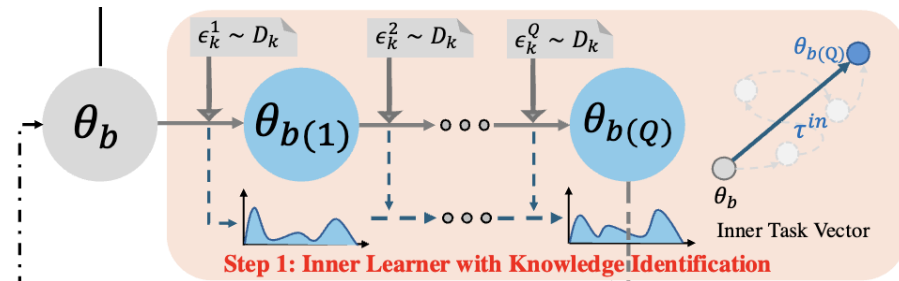 ϵ_k^1 ~ D_k
ϵ_k^2 ~ D_k
ϵ_k^Q ~ D_k
θ_b(Q)
θ_b
θ_b(1)
θ_b(Q)
τ^in
θ_b
Inner Task Vector
Step 1: Inner Learner with Knowledge Identification